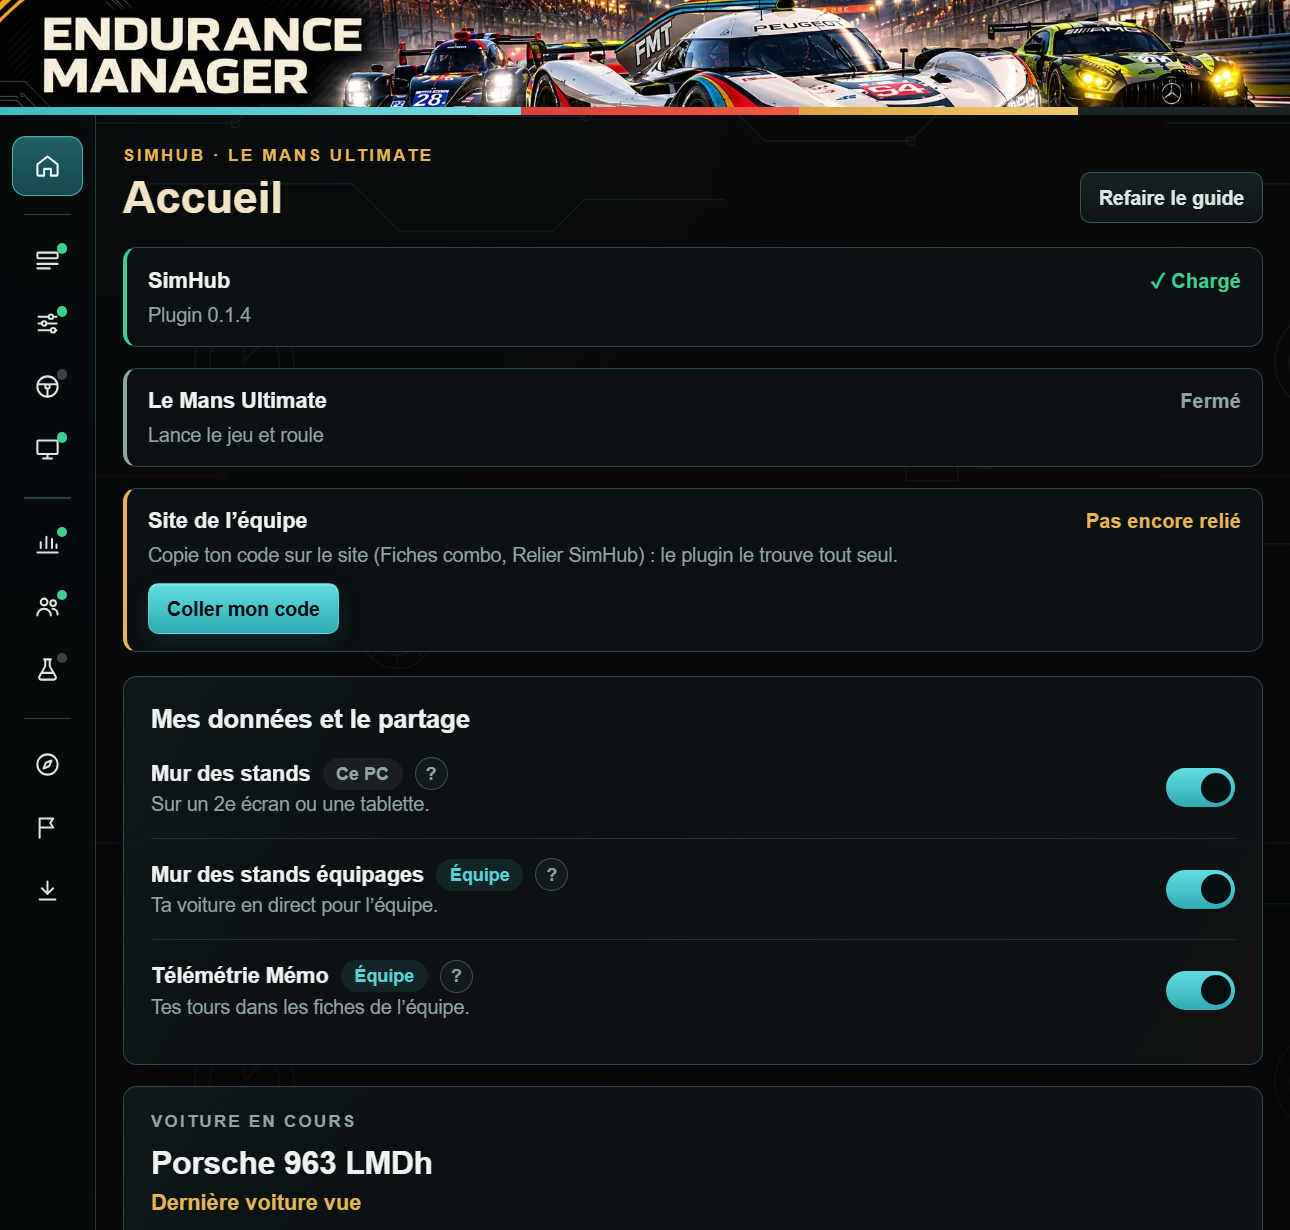 ENDURANCE
MANAGER
FMT
PEUGEOT
28
94
AMG
SIMHUB · LE MANS ULTIMATE
Accueil
Refaire le guide
SimHub
✓ Chargé
Plugin 0.1.4
Le Mans Ultimate
Fermé
Lance le jeu et roule
Site de l’équipe
Pas encore relié
Copie ton code sur le site (Fiches combo, Relier SimHub) : le plugin le trouve tout seul.
Coller mon code
Mes données et le partage
Mur des stands Ce PC ?
Sur un 2e écran ou une tablette.
Mur des stands équipages Équipe ?
Ta voiture en direct pour l’équipe.
Télémétrie Mémo Équipe ?
Tes tours dans les fiches de l’équipe.
VOITURE EN COURS
Porsche 963 LMDh
Dernière voiture vue